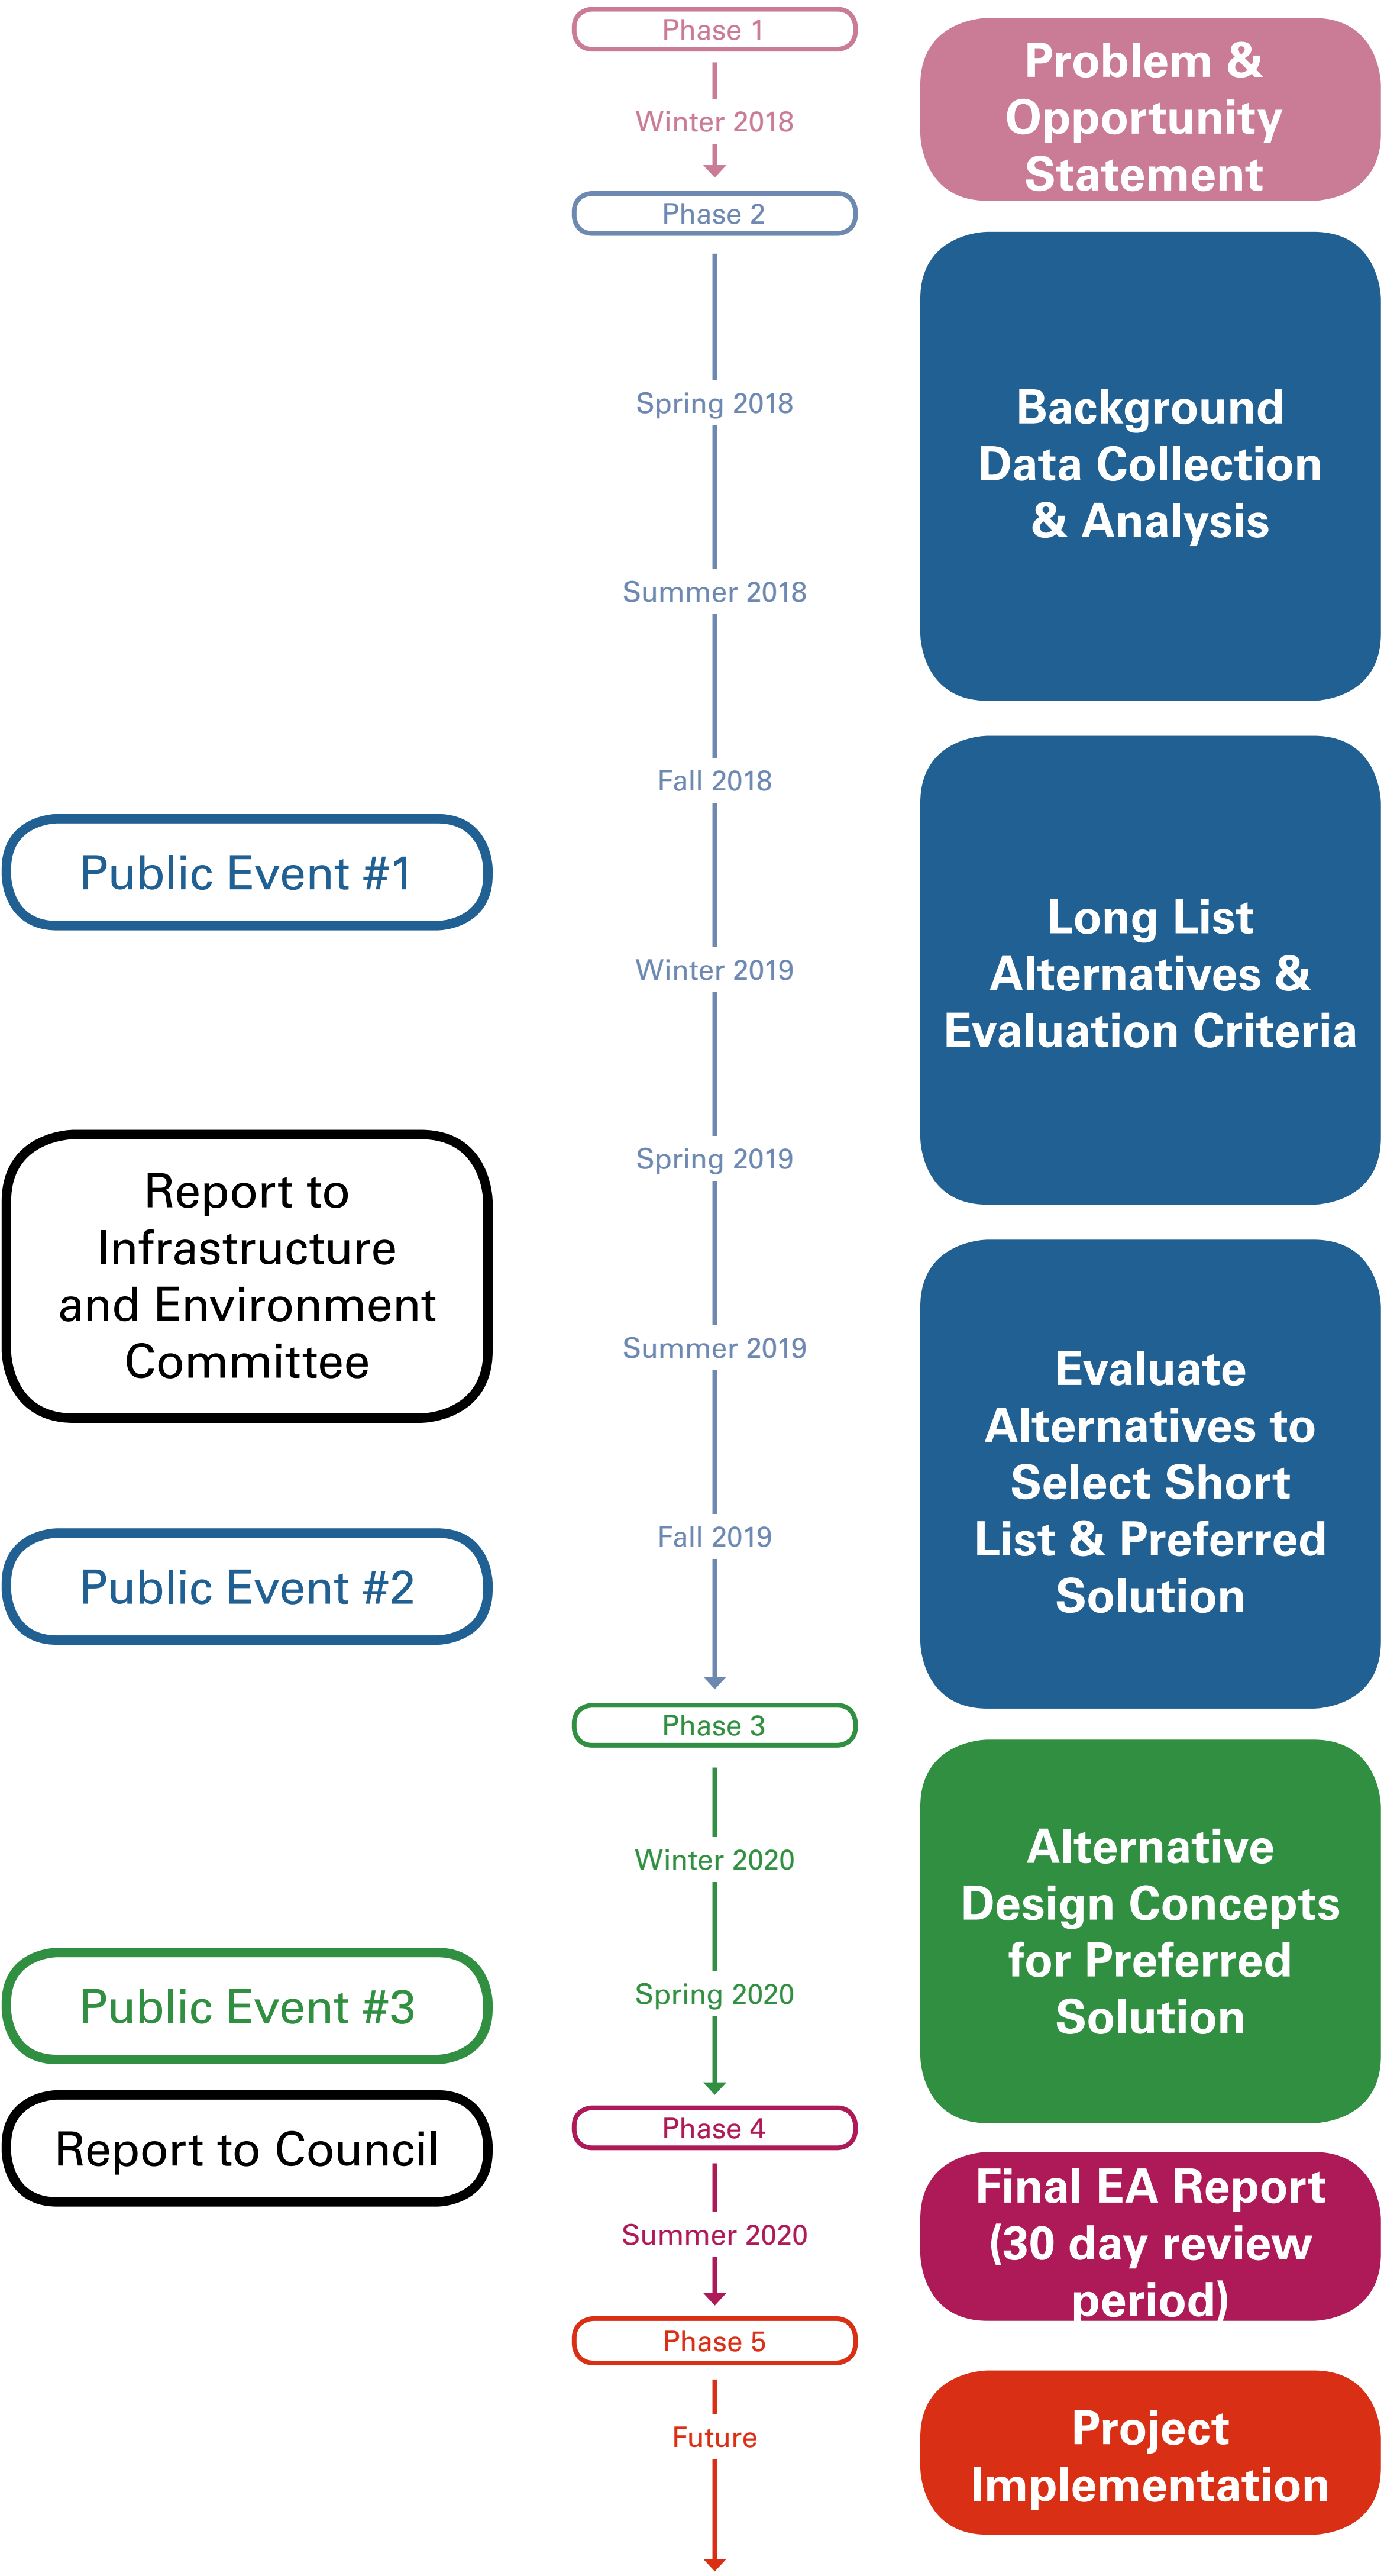 Phase 1
Winter 2018
Problem &
Opportunity
Statement
Phase 2
Spring 2018
Summer 2018
Background
Data Collection
& Analysis
Fall 2018
Public Event #1
Winter 2019
Long List
Alternatives &
Evaluation Criteria
Spring 2019
Report to
Infrastructure
and Environment
Committee
Summer 2019
Fall 2019
Evaluate
Alternatives to
Select Short
List & Preferred
Solution
Public Event #2
Phase 3
Winter 2020
Spring 2020
Alternative
Design Concepts
for Preferred
Solution
Public Event #3
Phase 4
Report to Council
Summer 2020
Final EA Report
(30 day review
period)
Phase 5
Future
Project
Implementation